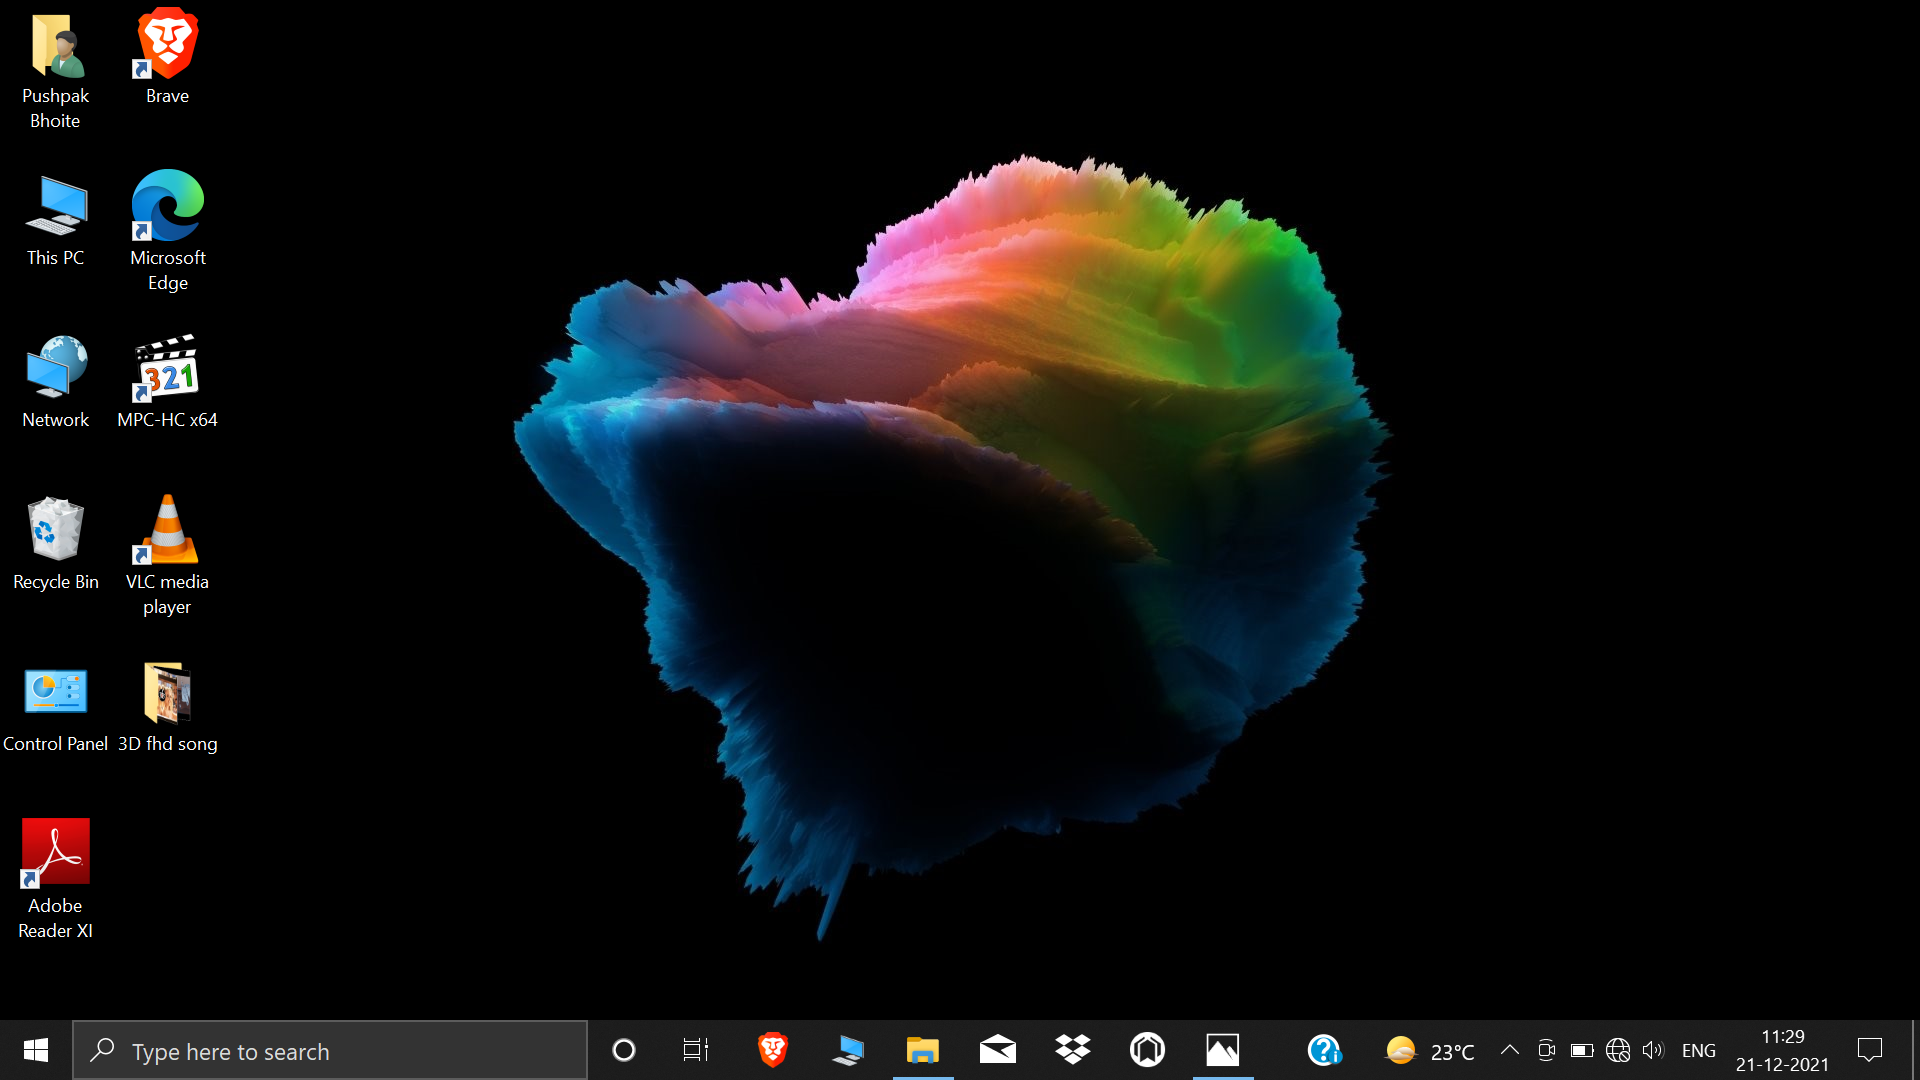 Pushpak
Bhoite
Brave
This PC
Microsoft
Edge
Network
321
MPC-HC x64
Recycle Bin
VLC media
player
Control Panel
3D fhd song
Adobe
Reader XI
Type here to search
23°C
ENG
11:29
21-12-2021